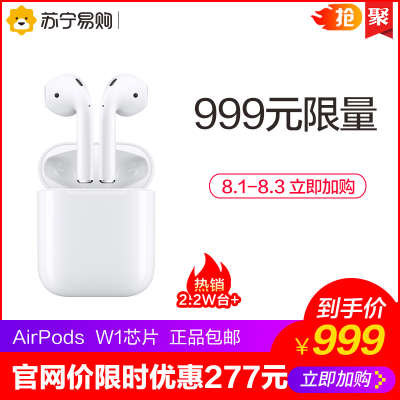 苏宁易购
抢 聚
999元限量
8.1-8.3 立即加购
热销
2.2W台+
到手价
¥999
AirPods W1芯片 正品包邮
官网价限时优惠277元
立即加购